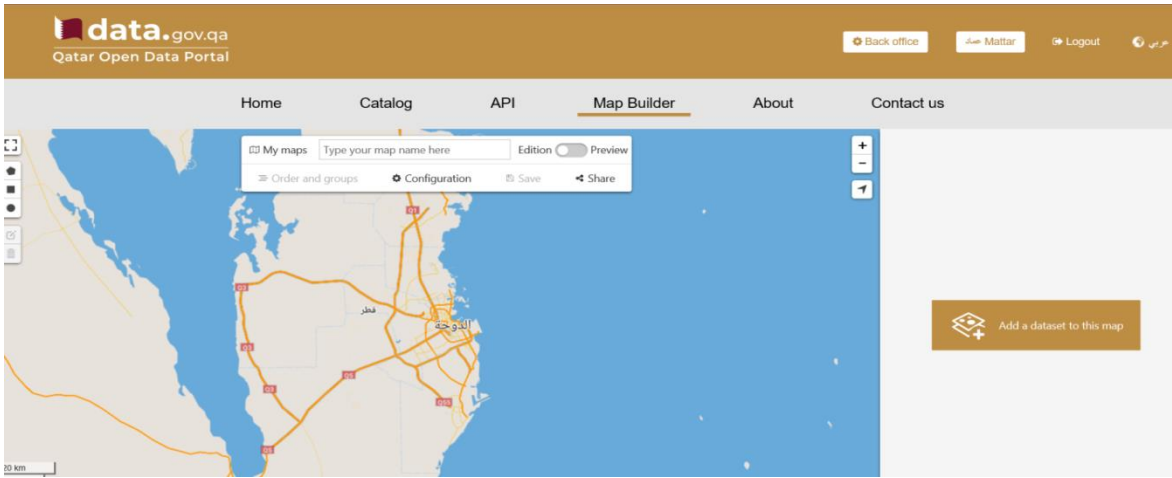 data.gov.qa
Qatar Open Data Portal
Back office
Mattar
Logout
عربي
Home
Catalog
API
Map Builder
About
Contact us
My maps
Type your map name here
Edition
Preview
Order and groups
Configuration
Save
Share
+
−
Q1
قطر
الدوحة
Add a dataset to this map
20 km